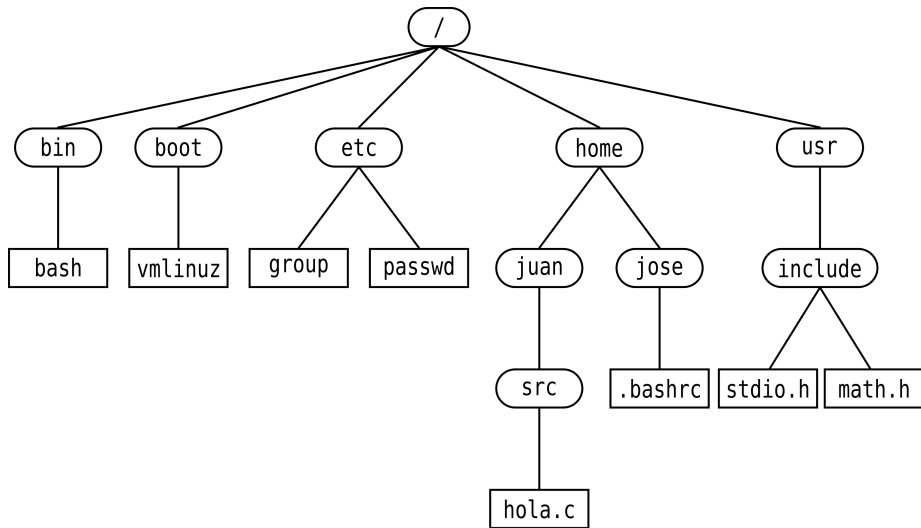 /
bin
boot
etc
home
usr
bash
vmlinuz
group
passwd
juan
jose
include
src
.bashrc
stdio.h
math.h
hola.c